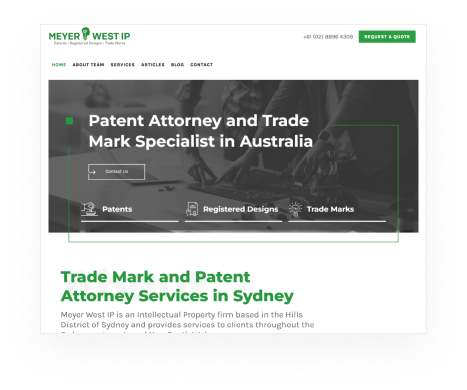 MEYER WEST IP
Patents • Registered Designs • Trade Marks
+61 (02) 8896 4309
REQUEST A QUOTE
HOME ABOUT TEAM SERVICES ARTICLES BLOG CONTACT
Patent Attorney and Trade
Mark Specialist in Australia
Contact Us
Patents Registered Designs Trade Marks
Trade Mark and Patent
Attorney Services in Sydney
Meyer West IP is an Intellectual Property firm based in the Hills
District of Sydney and provides services to clients throughout the